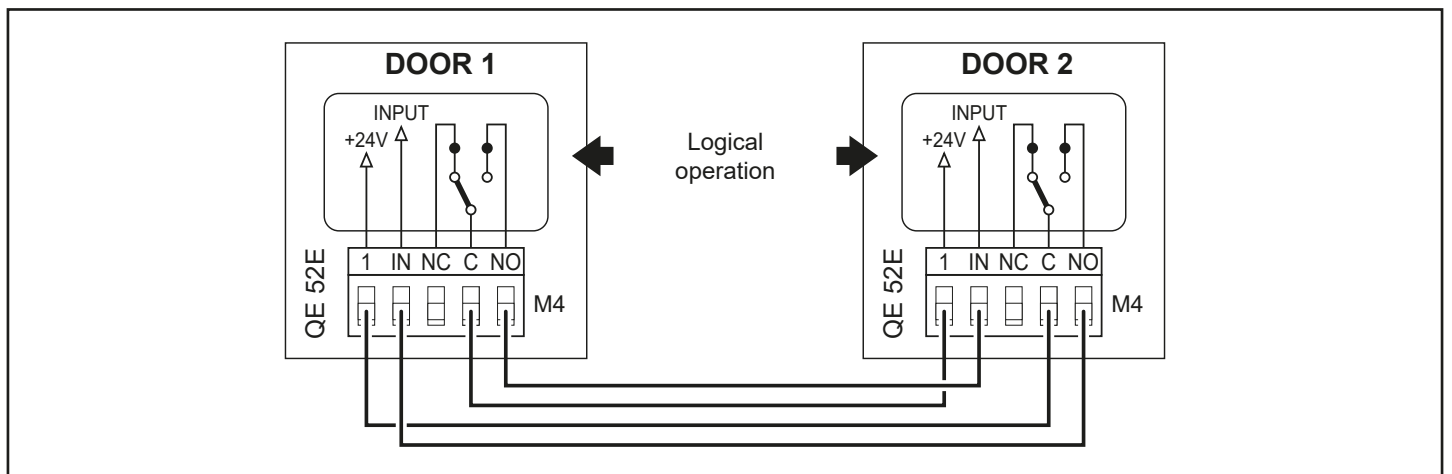 DOOR 1
INPUT
+24V
1 IN NC C NO
QE 52E
M4
Logical
operation
DOOR 2
INPUT
+24V
1 IN NC C NO
QE 52E
M4